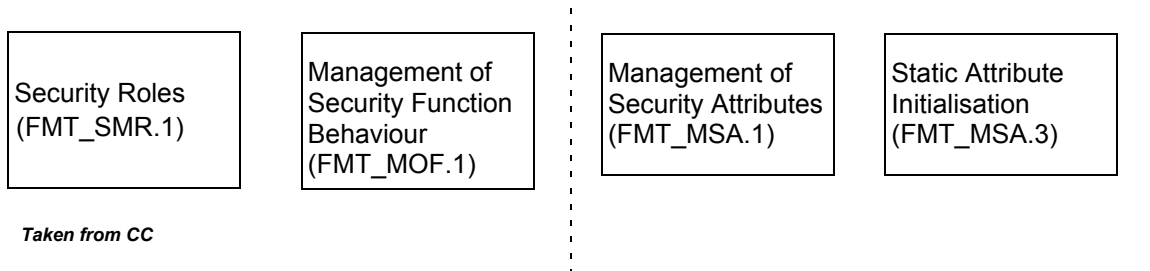 Security Roles
(FMT_SMR.1)
Management of
Security Function
Behaviour
(FMT_MOF.1)
Management of
Security Attributes
(FMT_MSA.1)
Static Attribute
Initialisation
(FMT_MSA.3)
Taken from CC